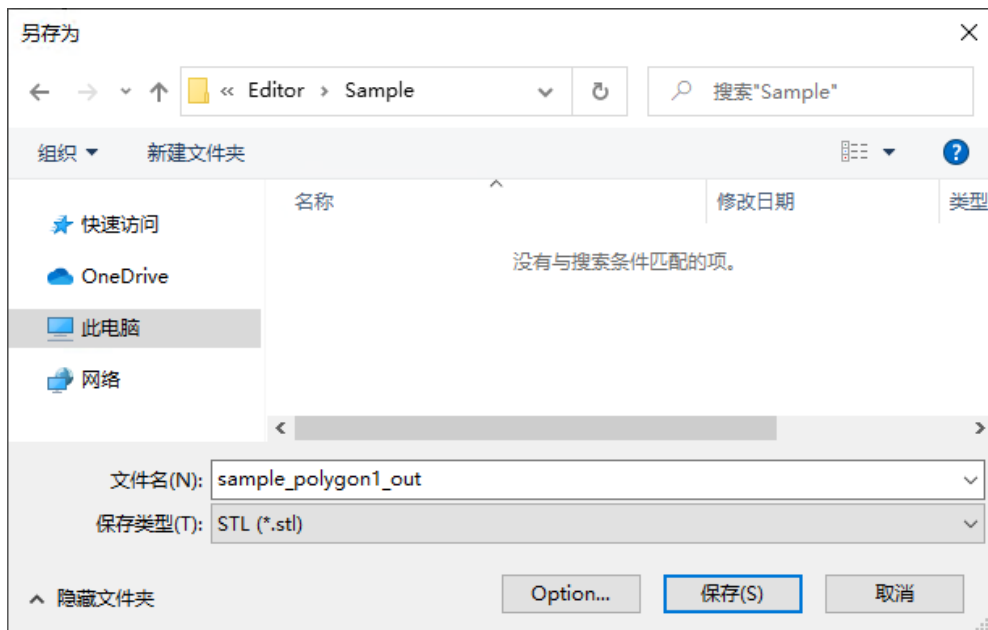 另存为
« Editor › Sample
搜索"Sample"
组织 新建文件夹
名称 修改日期 类型
快速访问
没有与搜索条件匹配的项。
OneDrive
此电脑
网络
文件名(N): sample_polygon1_out
保存类型(T): STL (*.stl)
隐藏文件夹 Option... 保存(S) 取消